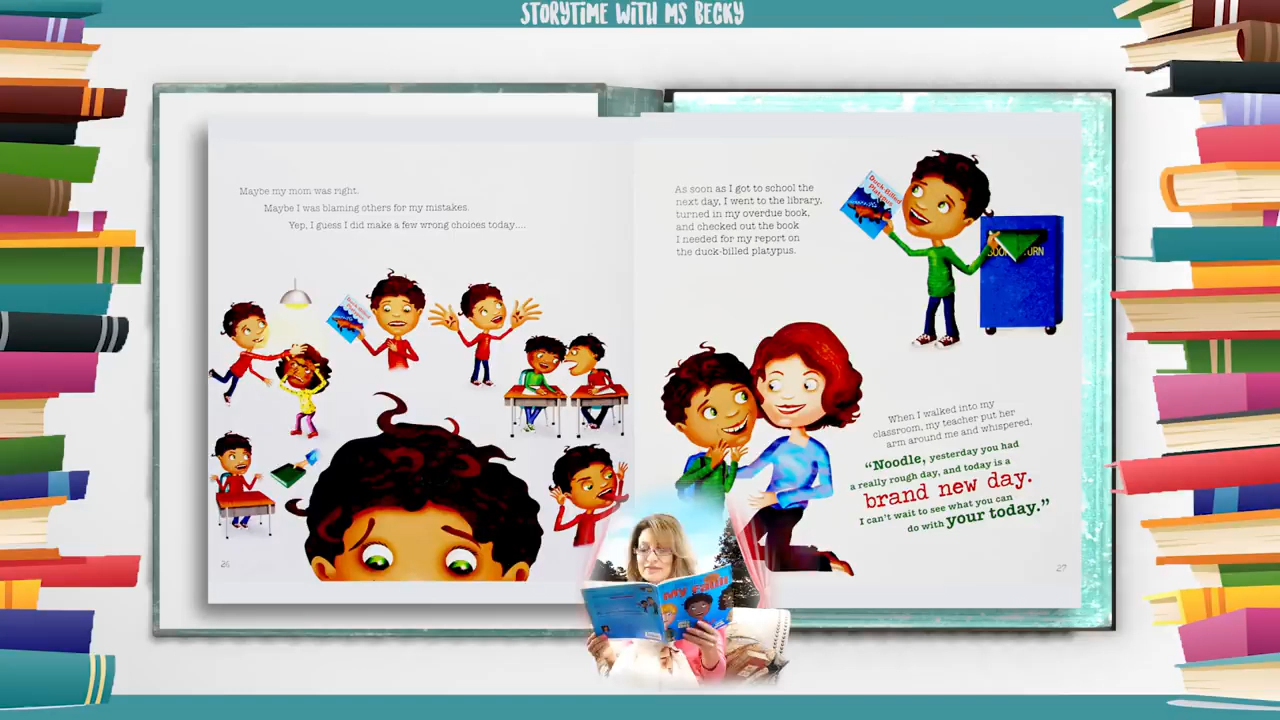 STORYTIME WITH MS BECKY
Maybe my mom was right.
Maybe I was blaming others for my mistakes.
Yep, I guess I did make a few wrong choices today....
26
As soon as I got to school the
next day, I went to the library,
turned in my overdue book,
and checked out the book
I needed for my report on
the duck-billed platypus.
Duck-Billed
BOOK RETURN
When I walked into my
classroom, my teacher put her
arm around me and whispered,
“Noodle, yesterday you had
a really rough day, and today is a
brand new day.
I can't wait to see what you can
do with your today.”
27